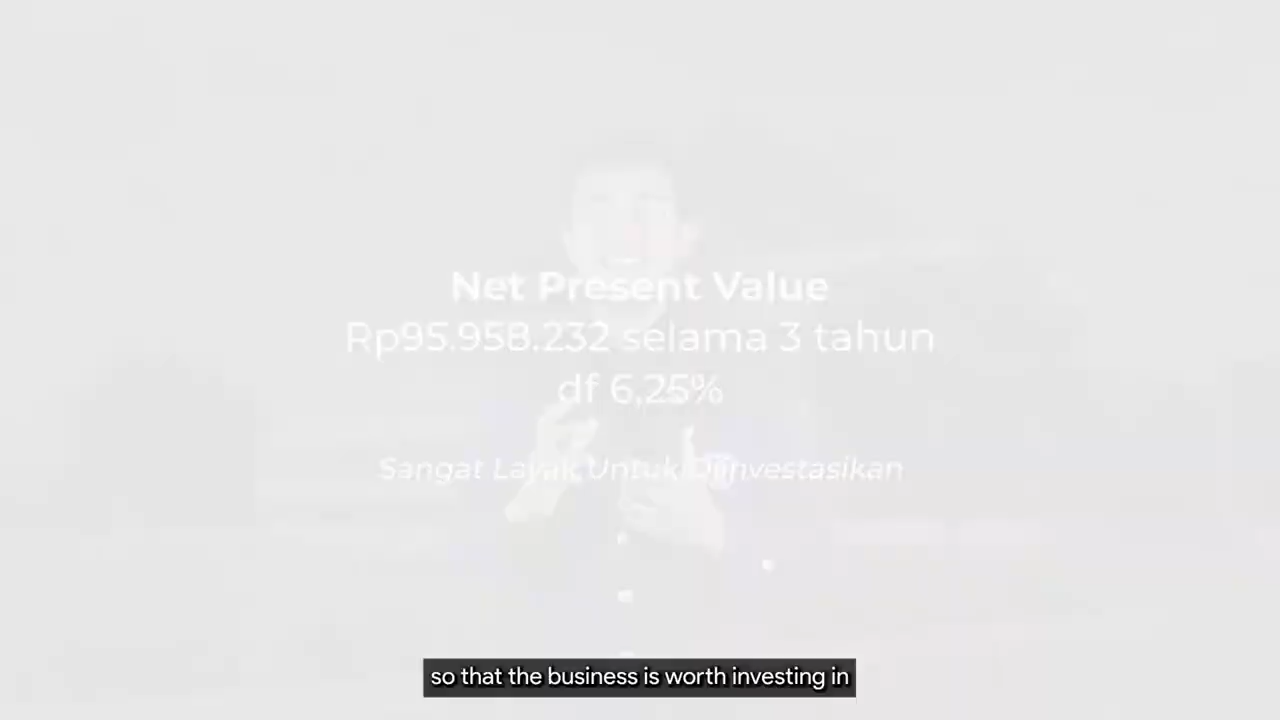 Net Present Value
Rp95.958.232 selama 3 tahun
df 6,25%
Sangat Layak Untuk Diinvestasikan
so that the business is worth investing in